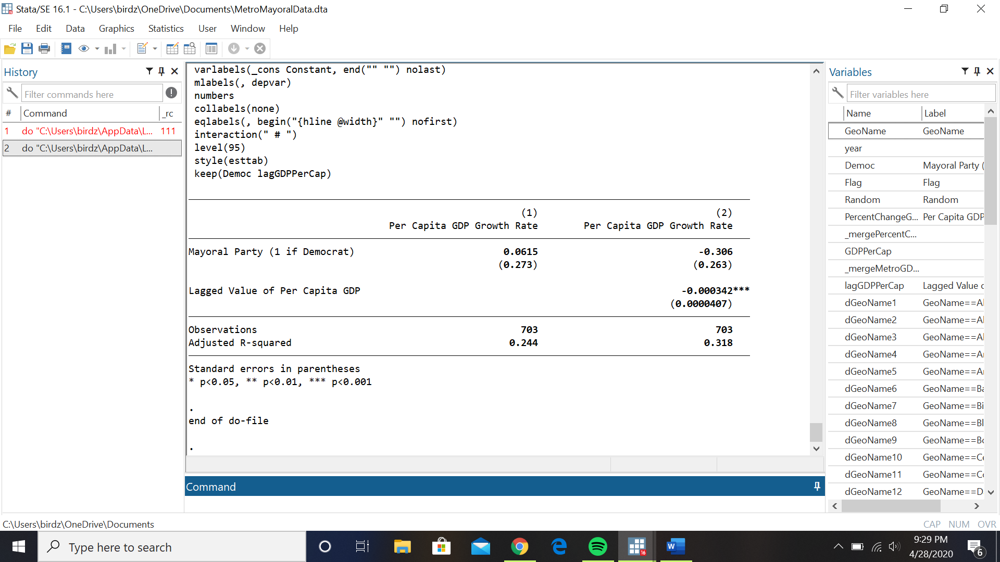 Stata/SE 16.1 - C:\Users\birdz\OneDrive\Documents\MetroMayoralData.dta
File Edit Data Graphics Statistics User Window Help
History
Filter commands here
# Command _rc
1 do "C:\Users\birdz\AppData\L... 111
2 do "C:\Users\birdz\AppData\L...
varlabels(_cons Constant, end("" "") nolast)
mlabels(, depvar)
numbers
collabels(none)
eqlabels(, begin("{hline @width}" "") nofirst)
interaction(" # ")
level(95)
style(esttab)
keep(Democ lagGDPPerCap)
(1) (2)
Per Capita GDP Growth Rate Per Capita GDP Growth Rate
Mayoral Party (1 if Democrat) 0.0615 -0.306
(0.273) (0.263)
Lagged Value of Per Capita GDP -0.000342***
(0.0000407)
Observations 703 703
Adjusted R-squared 0.244 0.318
Standard errors in parentheses
* p<0.05, ** p<0.01, *** p<0.001
.
end of do-file
.
Command
Variables
Filter variables here
Name Label
GeoName GeoName
year
Democ Mayoral Party (
Flag Flag
Random Random
PercentChangeG... Per Capita GDP
_mergePercentC...
GDPPerCap
_mergeMetroGD...
lagGDPPerCap Lagged Value o
dGeoName1 GeoName==Al
dGeoName2 GeoName==Al
dGeoName3 GeoName==Al
dGeoName4 GeoName==A
dGeoName5 GeoName==A
dGeoName6 GeoName==Ba
dGeoName7 GeoName==Bi
dGeoName8 GeoName==Bl
dGeoName9 GeoName==Bo
dGeoName10 GeoName==Ce
dGeoName11 GeoName==Co
dGeoName12 GeoName==D
C:\Users\birdz\OneDrive\Documents
CAP NUM OVR
Type here to search
16
W
9:29 PM
4/28/2020
6